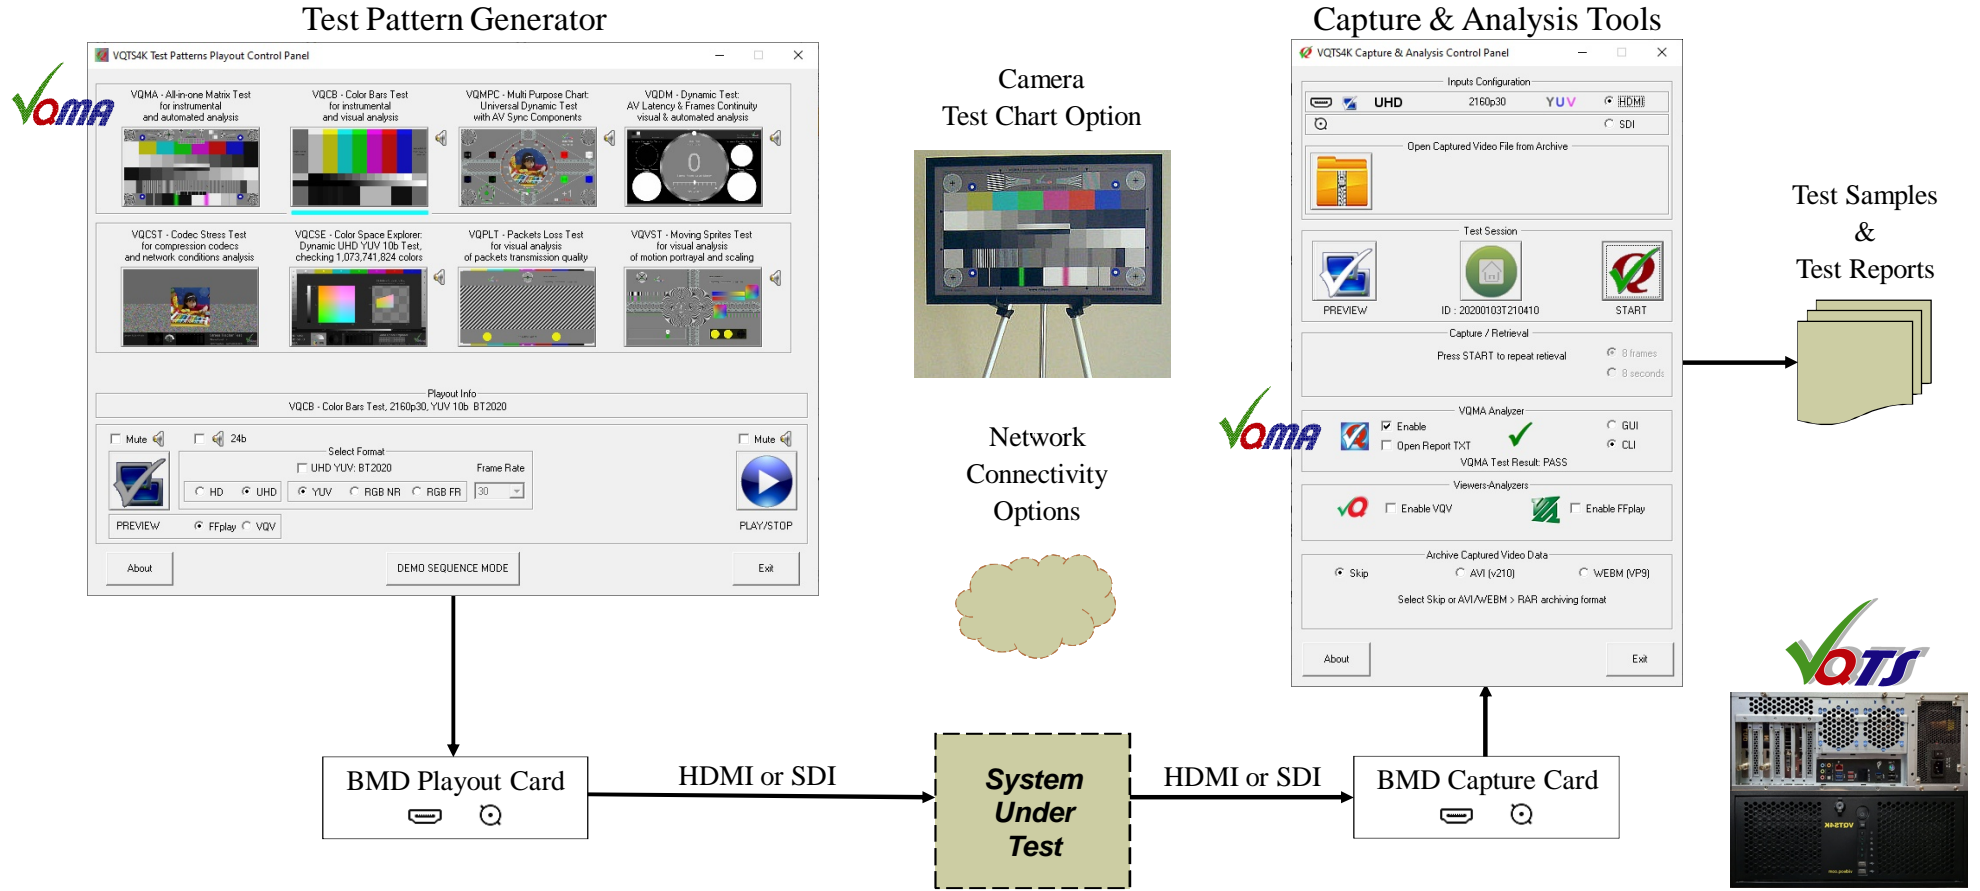 Test Pattern Generator
VQTS4K Test Patterns Playout Control Panel
VQMA
VQMA - All-in-one Matrix Test
for instrumental
and automated analysis
VQCB - Color Bars Test
for instrumental
and visual analysis
VQMPC - Multi Purpose Chart:
Universal Dynamic Test
with AV Sync Components
VQDM - Dynamic Test:
AV Latency & Frames Continuity
visual & automated analysis
0
VQCST - Codec Stress Test
for compression codecs
and network conditions analysis
VQCSE - Color Space Explorer:
Dynamic UHD YUV 10b Test,
checking 1,073,741,824 colors
VQPLT - Packets Loss Test
for visual analysis
of packets transmission quality
VQVST - Moving Sprites Test
for visual analysis
of motion portrayal and scaling
Playout Info
VQCB - Color Bars Test, 2160p30, YUV 10b BT2020
Mute
24b
Mute
Select Format
UHD YUV: BT2020
Frame Rate
HD
UHD
YUV
RGB NR
RGB FR
30
PREVIEW
FFplay
VQV
PLAY/STOP
About
DEMO SEQUENCE MODE
Exit
Camera
Test Chart Option
Network
Connectivity
Options
Capture & Analysis Tools
VQTS4K Capture & Analysis Control Panel
Inputs Configuration
UHD
2160p30
YUV
HDMI
SDI
Open Captured Video File from Archive
Test Session
PREVIEW
ID : 20200103T210410
START
Capture / Retrieval
Press START to repeat retieval
8 frames
8 seconds
VQMA
VQMA Analyzer
Enable
GUI
Open Report TXT
CLI
VQMA Test Result: PASS
Viewers-Analyzers
Enable VQV
Enable FFplay
Archive Captured Video Data
Skip
AVI (v210)
WEBM (VP9)
Select Skip or AVI/WEBM > RAR archiving format
About
Exit
Test Samples
&
Test Reports
VQTS
VQTS4K
BMD Playout Card
HDMI or SDI
System
Under
Test
HDMI or SDI
BMD Capture Card